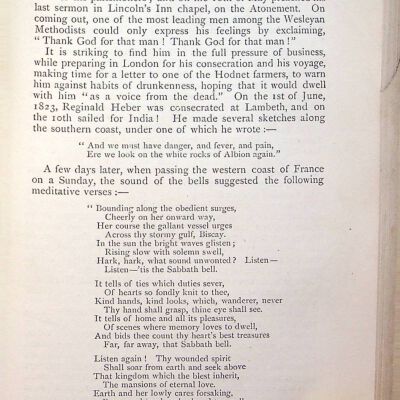 last sermon in Lincoln's Inn chapel, on the Atonement. On
coming out, one of the most leading men among the Wesleyan
Methodists could only express his feelings by exclaiming,
"Thank God for that man! Thank God for that man!"
It is striking to find him in the full pressure of business,
while preparing in London for his consecration and his voyage,
making time for a letter to one of the Hodnet farmers, to warn
him against habits of drunkenness, hoping that it would dwell
with him "as a voice from the dead." On the 1st of June,
1823, Reginald Heber was consecrated at Lambeth, and on
the 10th sailed for India! He made several sketches along
the southern coast, under one of which he wrote:—
"And we must have danger, and fever, and pain,
Ere we look on the white rocks of Albion again."
A few days later, when passing the western coast of France
on a Sunday, the sound of the bells suggested the following
meditative verses:—
"Bounding along the obedient surges,
Cheerly on her onward way,
Her course the gallant vessel urges
Across thy stormy gulf, Biscay.
In the sun the bright waves glisten;
Rising slow with solemn swell,
Hark, hark, what sound unwonted? Listen—
Listen—'tis the Sabbath bell.
It tells of ties which duties sever,
Of hearts so fondly knit to thee,
Kind hands, kind looks, which, wanderer, never
Thy hand shall grasp, thine eye shall see.
It tells of home and all its pleasures,
Of scenes where memory loves to dwell,
And bids thee count thy heart's best treasures
Far, far away, that Sabbath bell.
Listen again! Thy wounded spirit
Shall soar from earth and seek above
That kingdom which the blest inherit,
The mansions of eternal love.
Earth and her lowly cares forsaking,